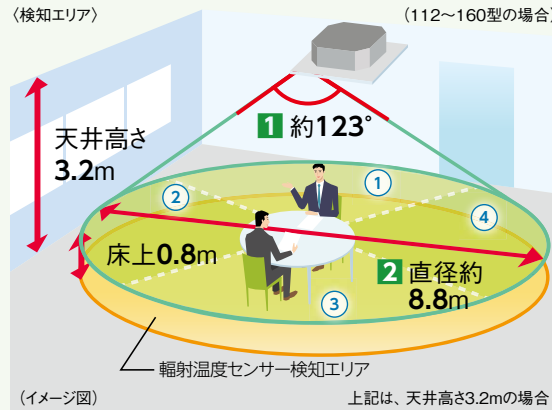 〈検知エリア〉
(112～160型の場合)
1 約123°
天井高さ
3.2m
①
②
④
床上0.8m
2 直径約
8.8m
③
輻射温度センサー検知エリア
(イメージ図)
上記は、天井高さ3.2mの場合